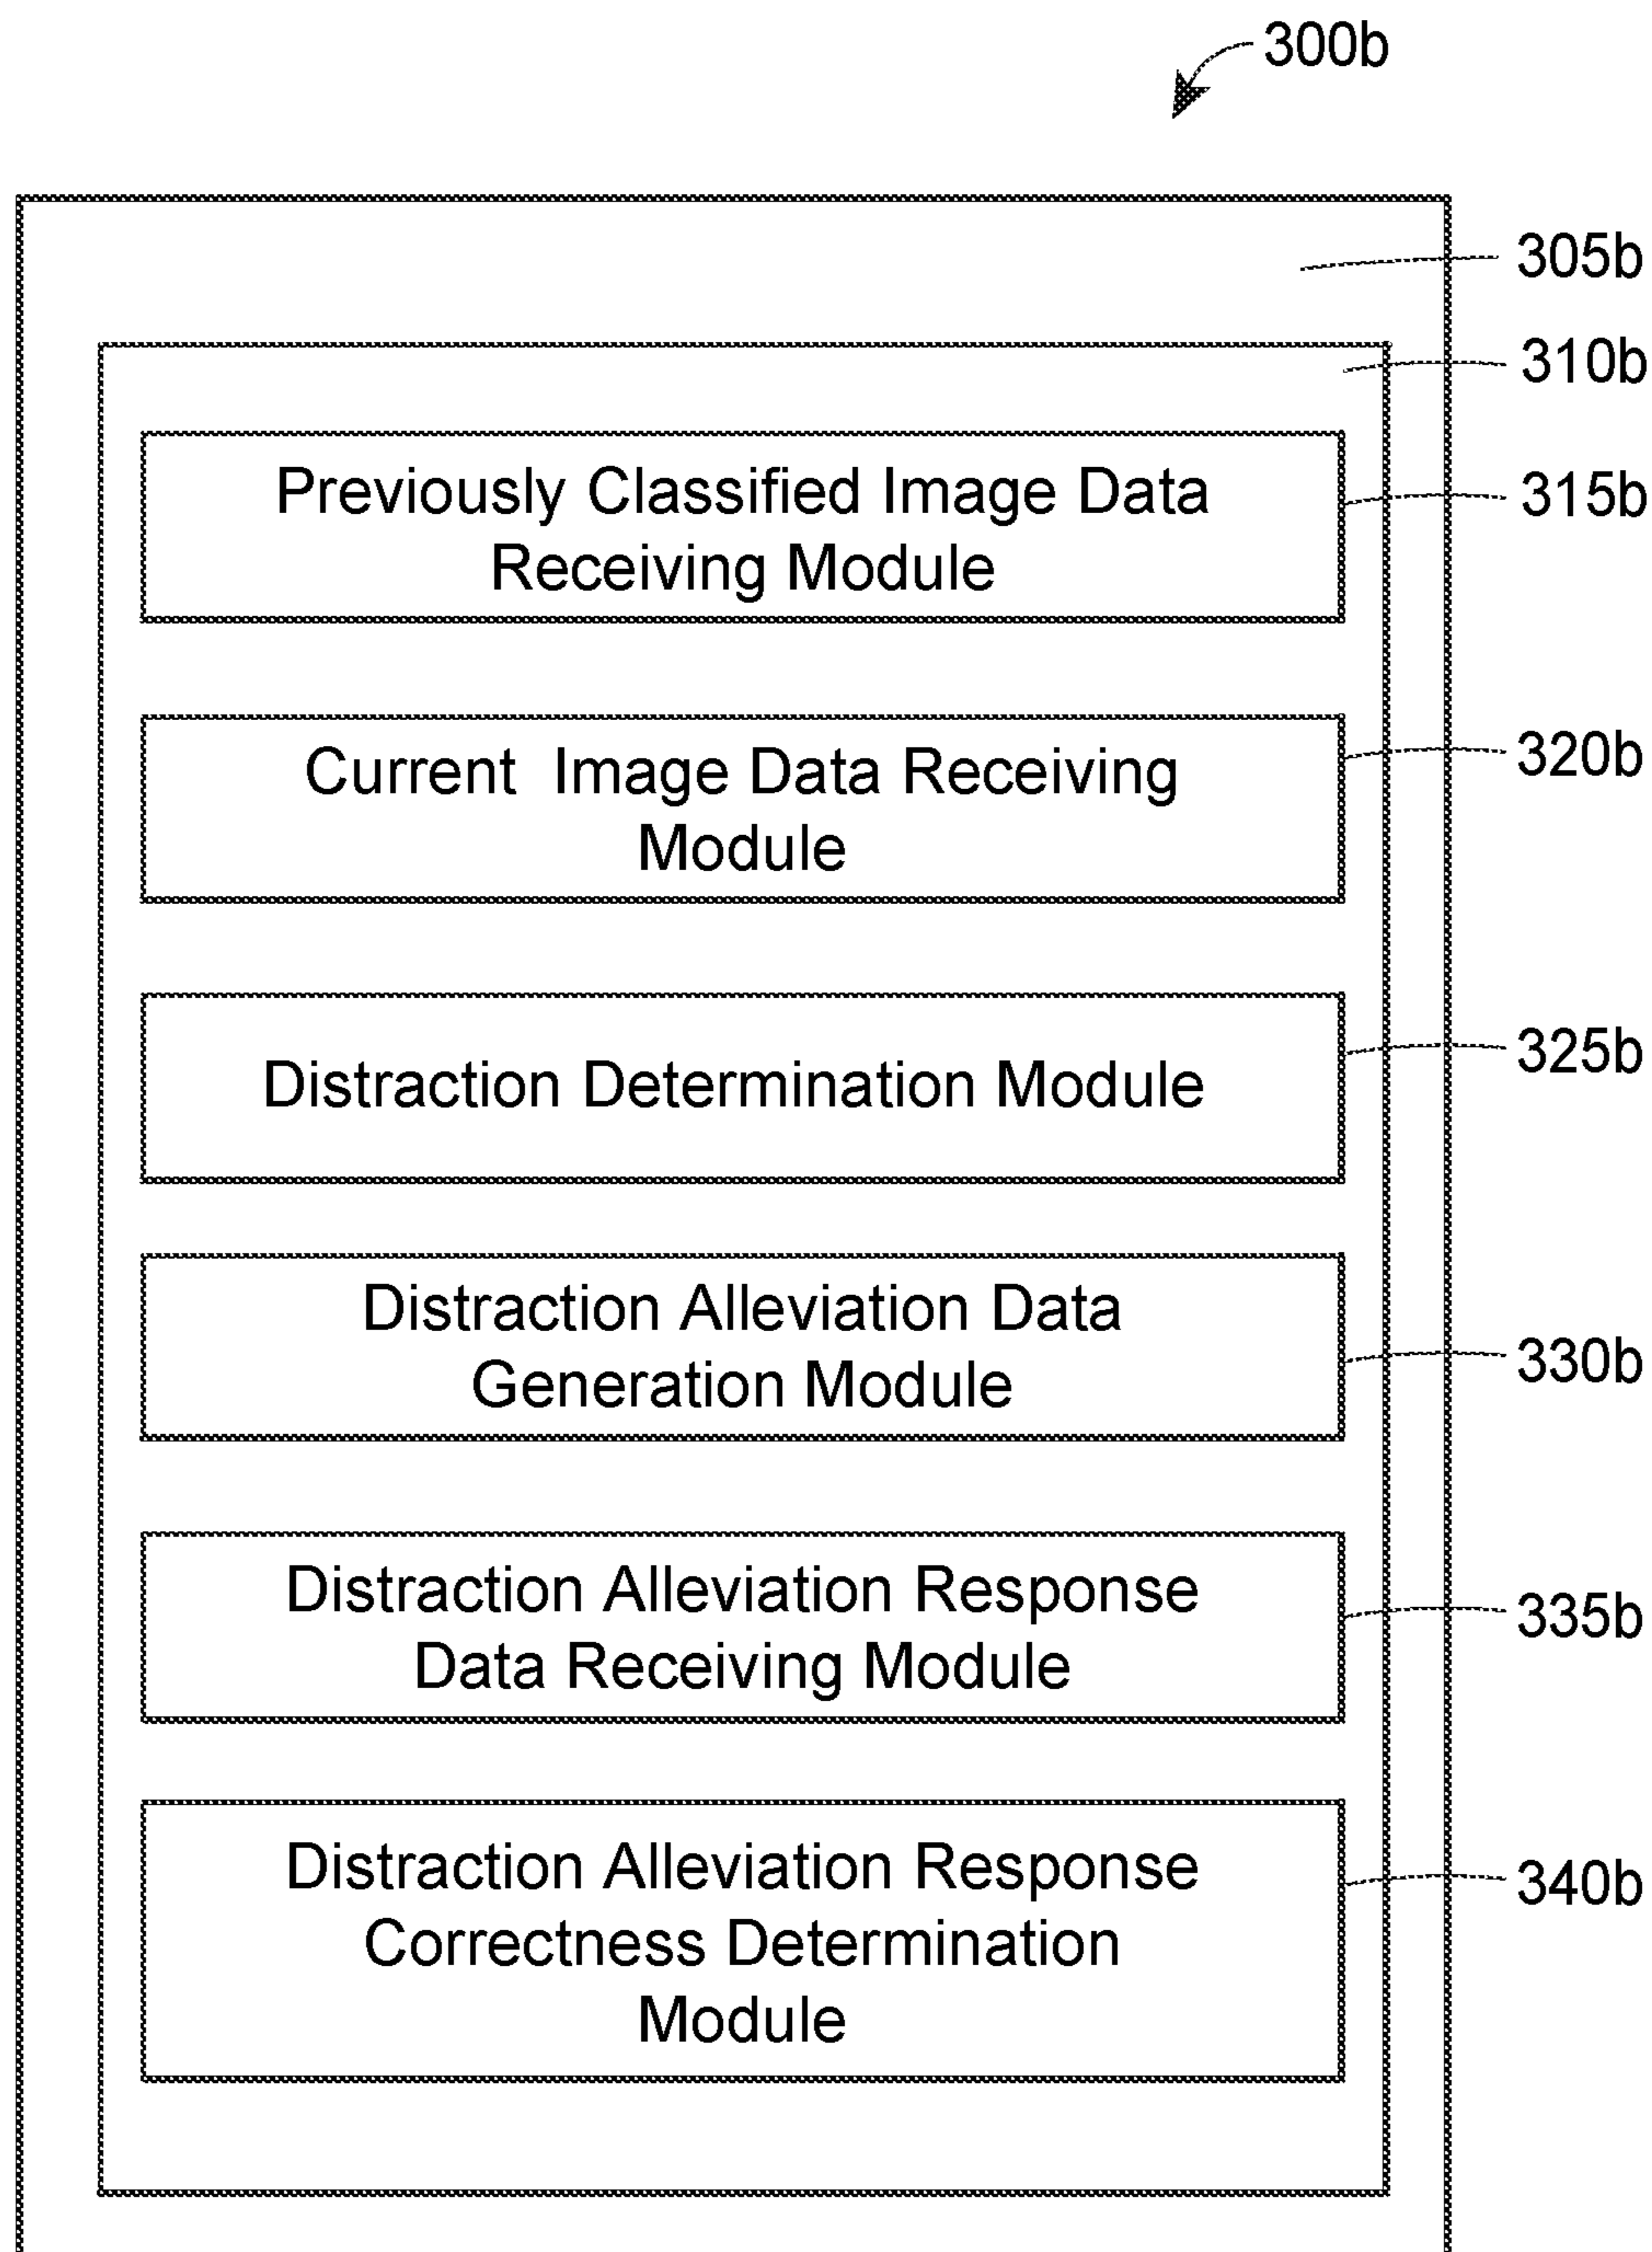 300b
305b
310b
Previously Classified Image Data
Receiving Module
315b
Current Image Data Receiving
Module
320b
Distraction Determination Module
325b
Distraction Alleviation Data
Generation Module
330b
Distraction Alleviation Response
Data Receiving Module
335b
Distraction Alleviation Response
Correctness Determination
Module
340b